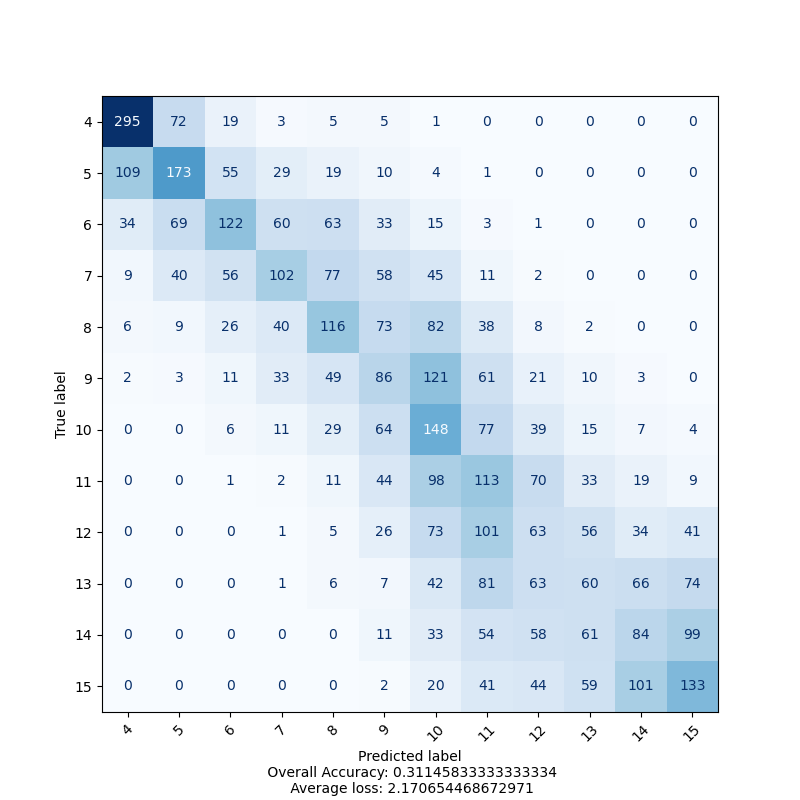 4 295 72 19 3 5 5 1 0 0 0 0 0
5 109 173 55 29 19 10 4 1 0 0 0 0
6 34 69 122 60 63 33 15 3 1 0 0 0
7 9 40 56 102 77 58 45 11 2 0 0 0
8 6 9 26 40 116 73 82 38 8 2 0 0
9 2 3 11 33 49 86 121 61 21 10 3 0
10 0 0 6 11 29 64 148 77 39 15 7 4
11 0 0 1 2 11 44 98 113 70 33 19 9
12 0 0 0 1 5 26 73 101 63 56 34 41
13 0 0 0 1 6 7 42 81 63 60 66 74
14 0 0 0 0 0 11 33 54 58 61 84 99
15 0 0 0 0 0 2 20 41 44 59 101 133
True label
4 5 6 7 8 9 10 11 12 13 14 15
Predicted label
Overall Accuracy: 0.31145833333333334
Average loss: 2.170654468672971